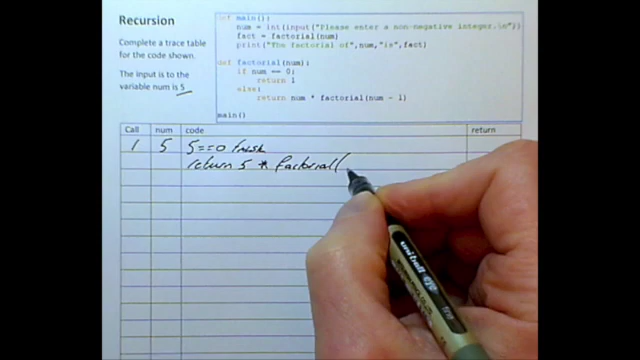 Recursion
Complete a trace table
for the code shown.
The input is to the
variable num is 5
def main():
num = int(input("Please enter a non-negative integer.\n"))
fact = factorial(num)
print("The factorial of",num,"is",fact)
def factorial(num):
if num == 0:
return 1
else:
return num * factorial(num - 1)
main()
Call num code return
1 5 5==0 False
return 5 * factorial(
uni-ball eye